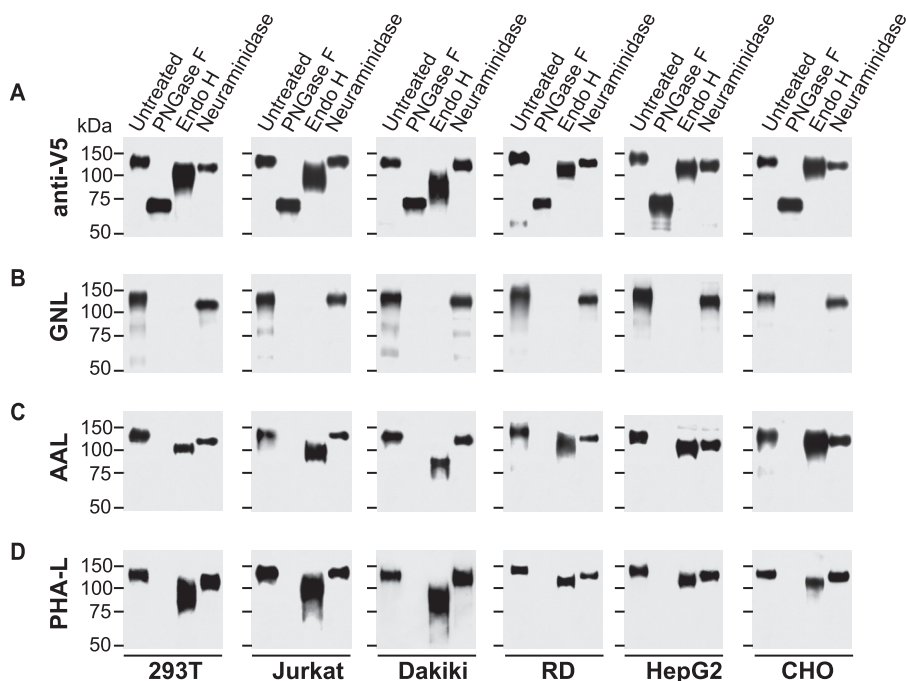 Untreated PNGase F Endo H Neuraminidase Untreated PNGase F Endo H Neuraminidase Untreated PNGase F Endo H Neuraminidase Untreated PNGase F Endo H Neuraminidase Untreated PNGase F Endo H Neuraminidase Untreated PNGase F Endo H Neuraminidase
A
kDa
anti-V5
150
100
75
50
B
GNL
150
100
75
50
C
AAL
150
100
75
50
D
PHA-L
150
100
75
50
293T Jurkat Dakiki RD HepG2 CHO